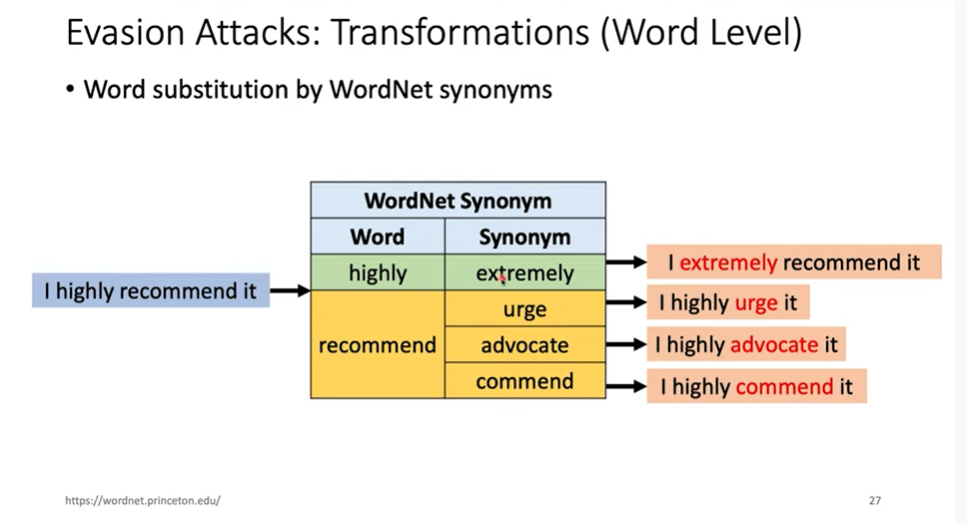 Evasion Attacks: Transformations (Word Level)
• Word substitution by WordNet synonyms
I highly recommend it
WordNet Synonym
Word Synonym
highly extremely
recommend
urge
advocate
commend
I extremely recommend it
I highly urge it
I highly advocate it
I highly commend it
https://wordnet.princeton.edu/
27